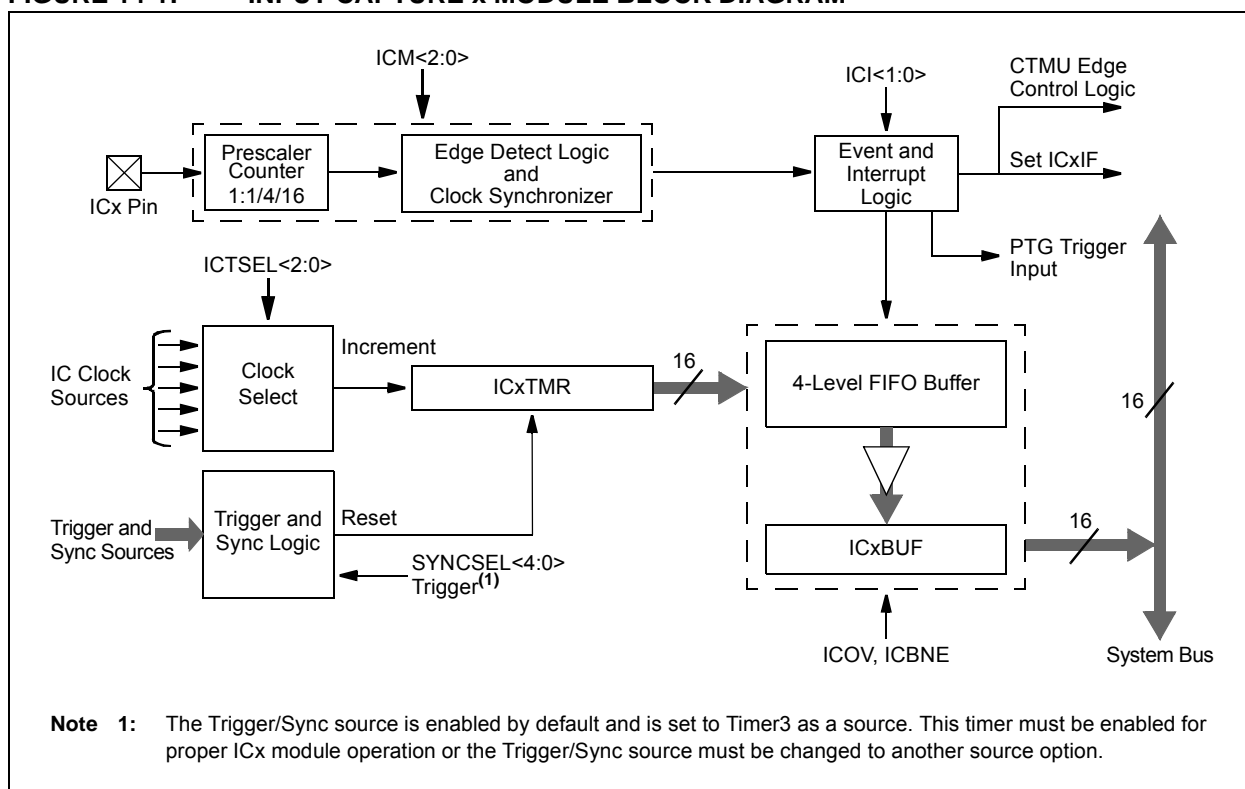 ICM<2:0>
ICI<1:0>
CTMU Edge
Control Logic
Prescaler
Counter
1:1/4/16
Edge Detect Logic
and
Clock Synchronizer
Event and
Interrupt
Logic
Set ICxIF
ICx Pin
PTG Trigger
Input
ICTSEL<2:0>
IC Clock
Sources
Clock
Select
Increment
ICxTMR
16
4-Level FIFO Buffer
16
Trigger and
Sync Sources
Trigger and
Sync Logic
Reset
SYNCSEL<4:0>
Trigger(1)
ICxBUF
16
ICOV, ICBNE
System Bus
Note 1: The Trigger/Sync source is enabled by default and is set to Timer3 as a source. This timer must be enabled for
proper ICx module operation or the Trigger/Sync source must be changed to another source option.